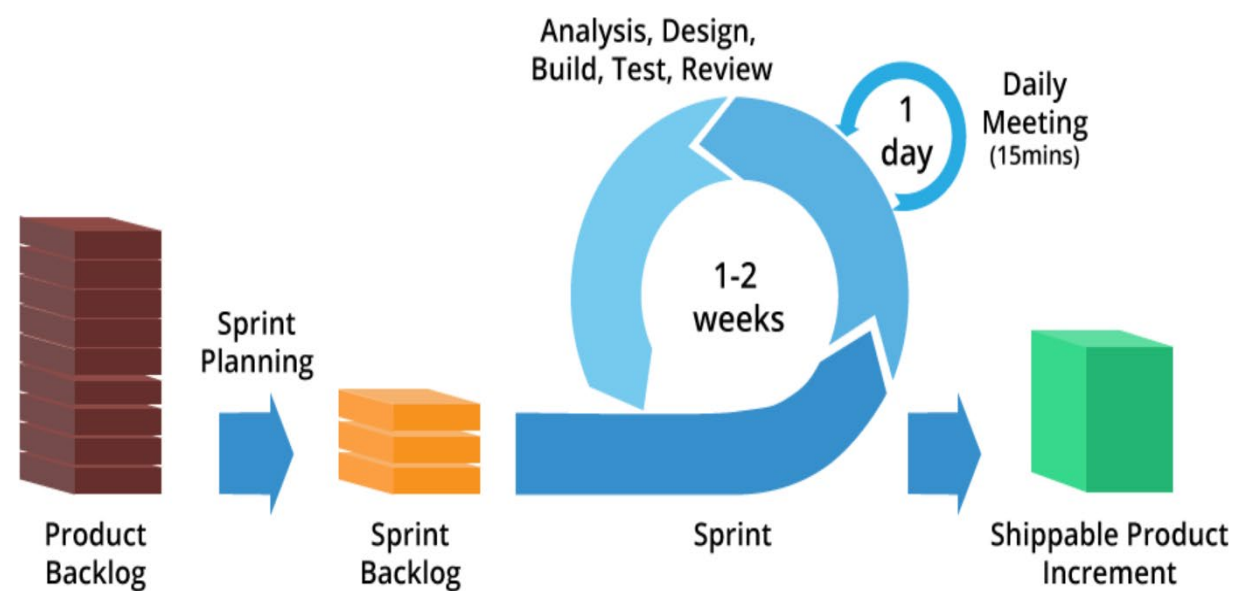 Analysis, Design,
Build, Test, Review
1
day
Daily
Meeting
(15mins)
1-2
weeks
Sprint
Planning
Product
Backlog
Sprint
Backlog
Sprint
Shippable Product
Increment